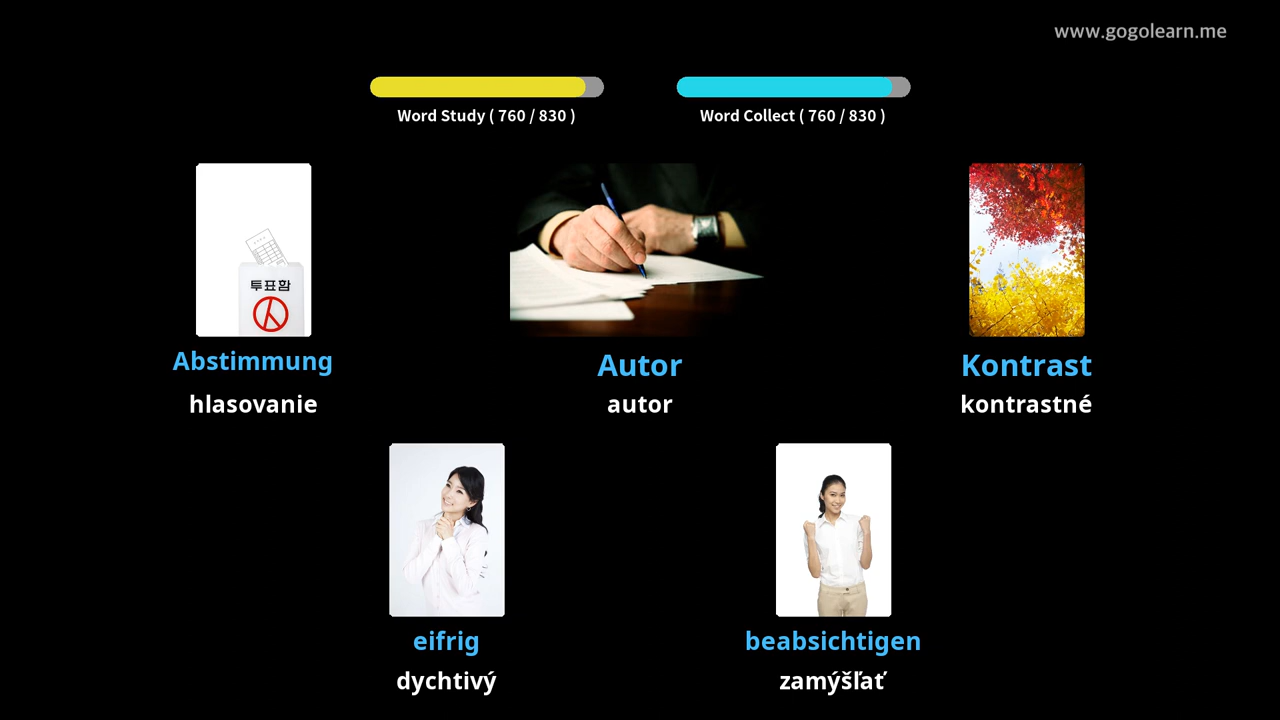 www.gogolearn.me
Word Study ( 760 / 830 )
Word Collect ( 760 / 830 )
투표함
Abstimmung
hlasovanie
Autor
autor
Kontrast
kontrastné
eifrig
dychtivý
beabsichtigen
zamýšľať